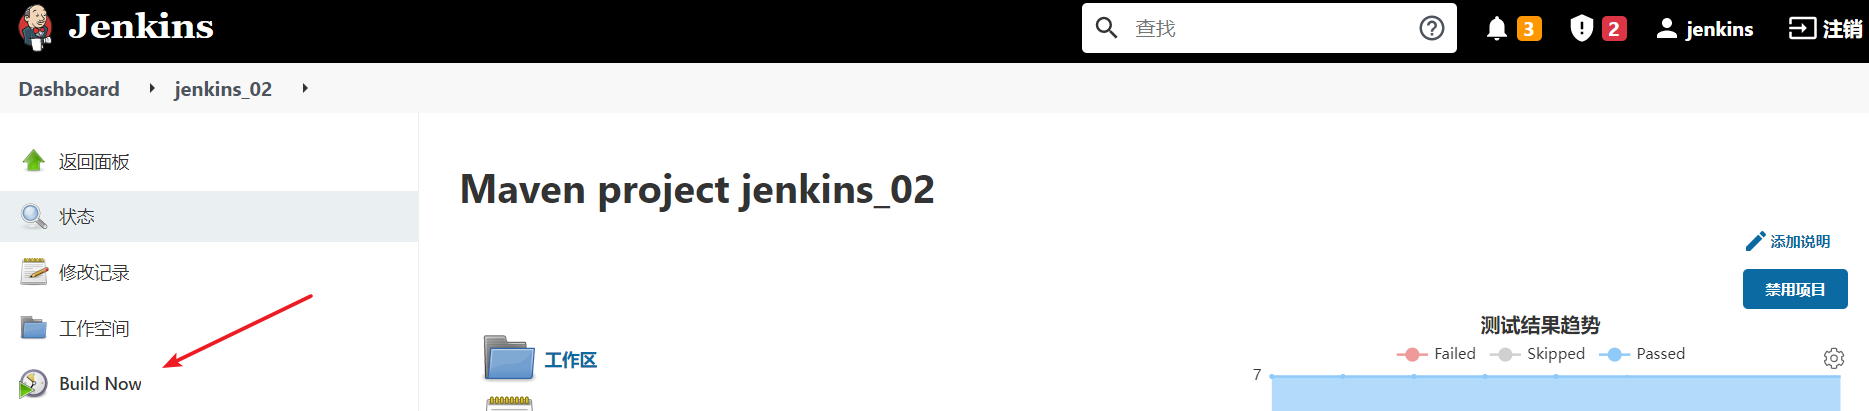 Jenkins
查找
3
2
jenkins
注销
Dashboard
jenkins_02
返回面板
状态
修改记录
工作空间
Build Now
Maven project jenkins_02
添加说明
禁用项目
工作区
测试结果趋势
Failed
Skipped
Passed
7